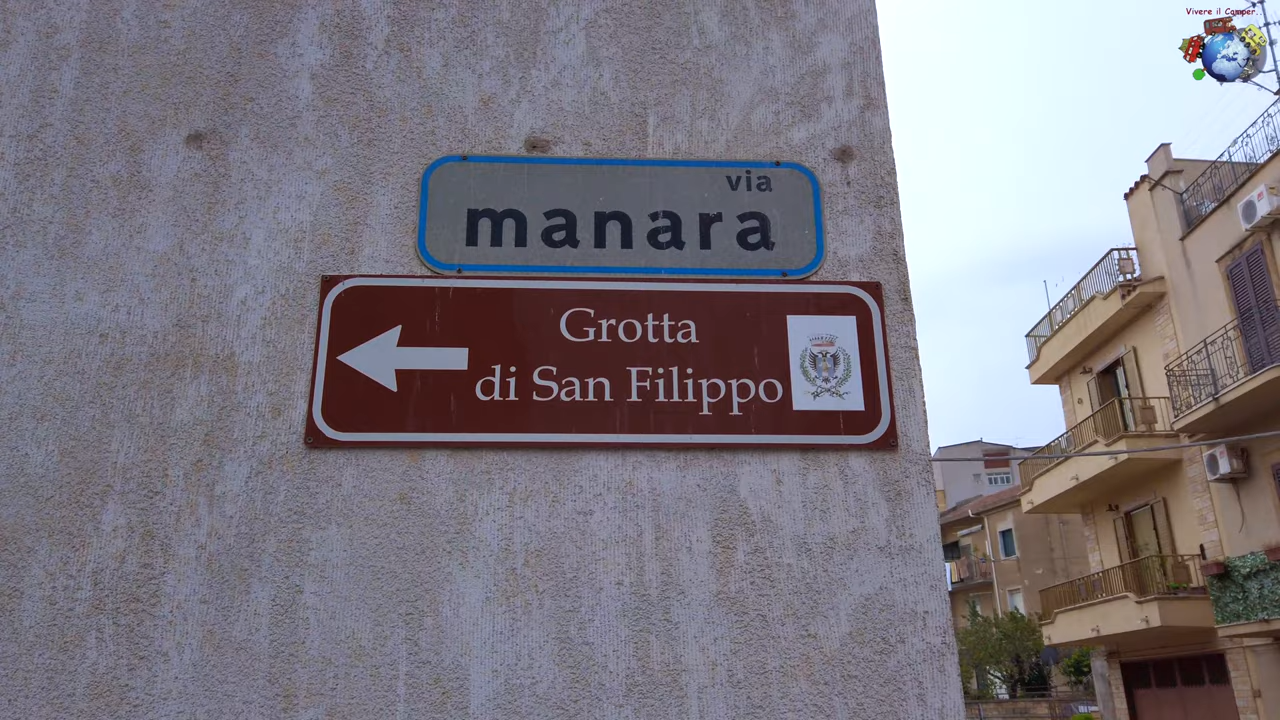 Vivere il Camper..
via
manara
Grotta
di San Filippo